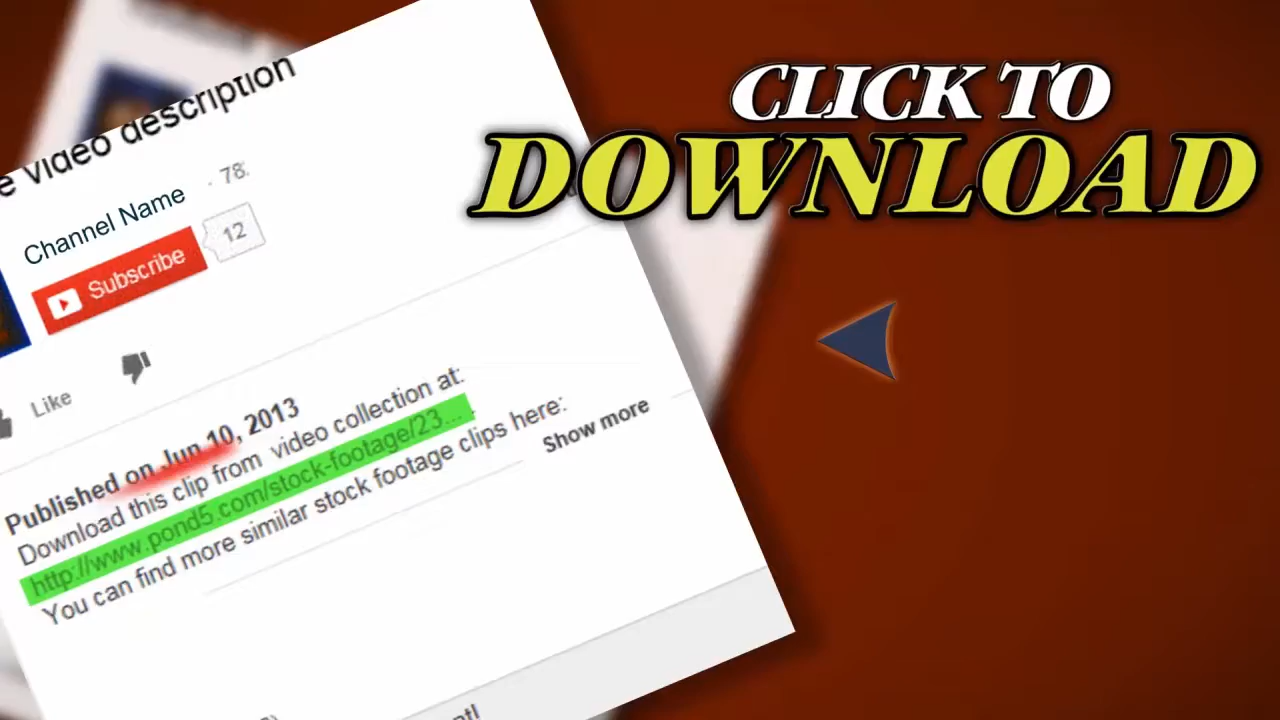 CLICK TO
DOWNLOAD
e video description
Channel Name
78
Subscribe
12
Like
Published on Jun 10, 2013
Download this clip from video collection at:
http://www.pond5.com/stock-footage/23...
You can find more similar stock footage clips here:
Show more